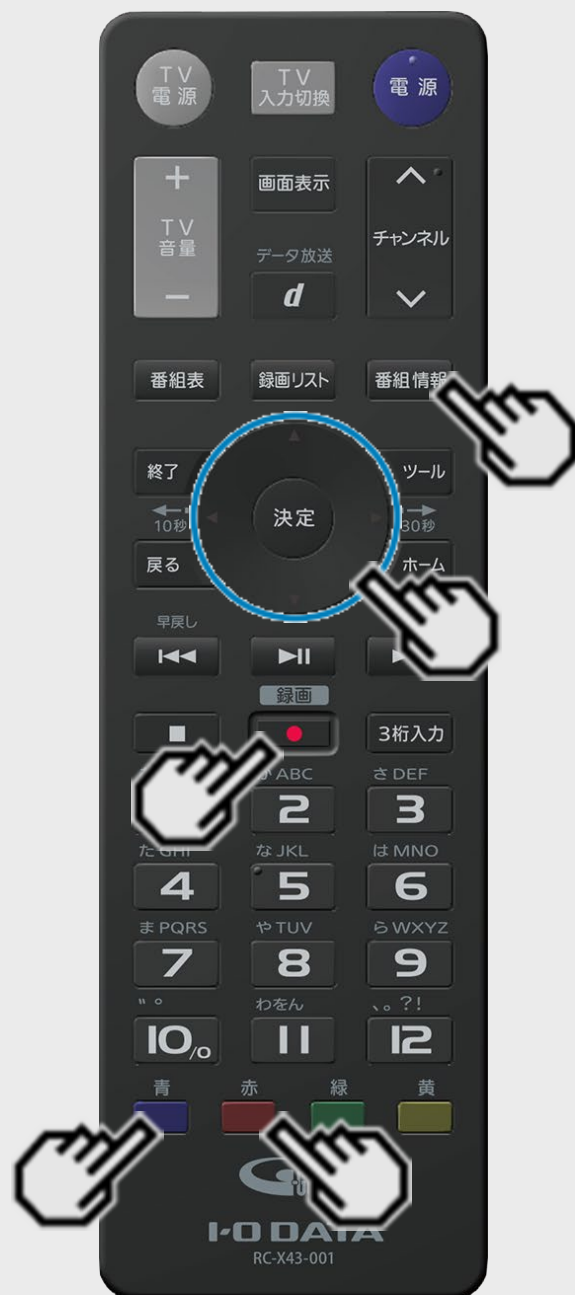 TV
電源
TV
入力切換
電源
+
TV
音量
−
画面表示
データ放送
d
チャンネル
番組表
録画リスト
番組情報
終了
ツール
10秒
決定
30秒
戻る
ホーム
早戻し
録画
3桁入力
ABC
さ DEF
2
3
た GHI
な JKL
は MNO
4
5
6
ま PQRS
や TUV
ら WXYZ
7
8
9
" °
わをん
、。?!
10/0
11
12
青
赤
緑
黄
I-O DATA
RC-X43-001